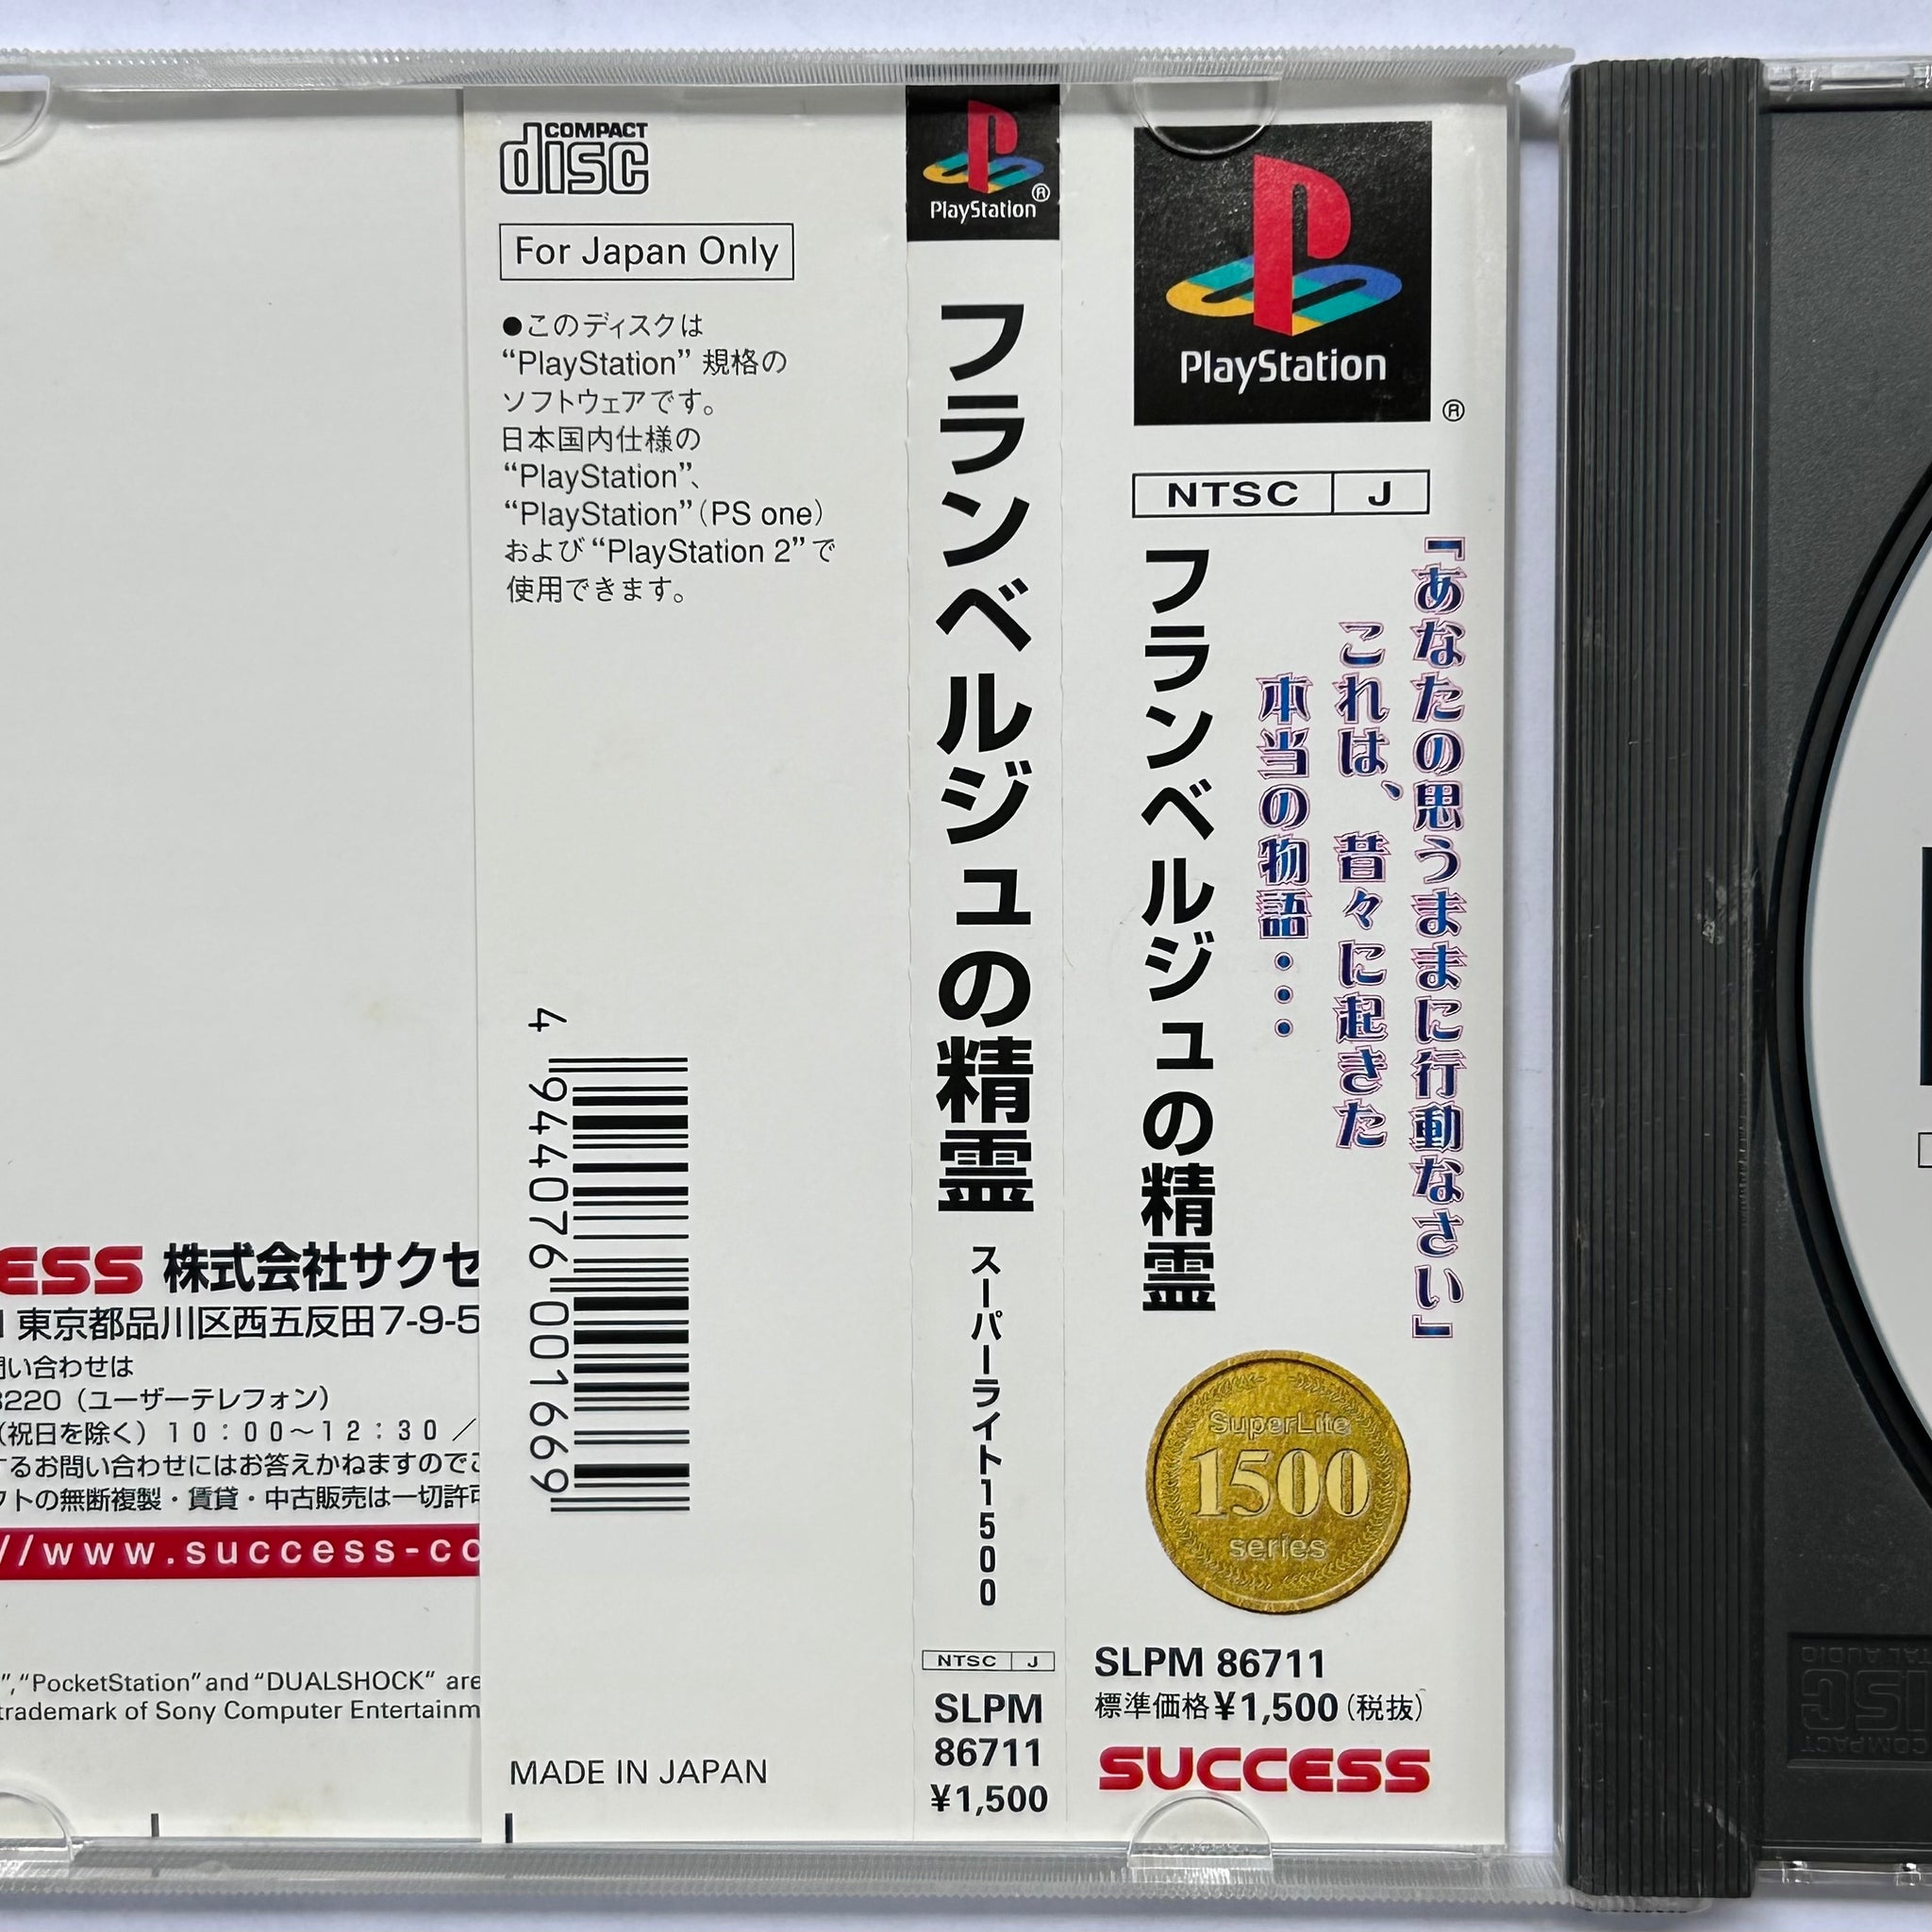 ESS 株式会社サクセ
東京都品川区西五反田7-9-5
問い合わせは
3220（ユーザーテレフォン）
（祝日を除く）10：00〜12：30／
するお問い合わせにはお答えかねますのでご
フトの無断複製・賃貸・中古販売は一切許可
//www.success-co
”,“PocketStation”and“DUALSHOCK“ are
trademark of Sony Computer Entertainm
COMPACT
disc
For Japan Only
●このディスクは
“PlayStation” 規格の
ソフトウェアです。
日本国内仕様の
“PlayStation”、
“PlayStation”（PS one）
および“PlayStation 2”で
使用できます。
4 944076 001669
MADE IN JAPAN
PlayStation®
フランベルジュの精霊
スーパーライト1500
NTSC J
SLPM
86711
¥1,500
PlayStation
®
NTSC J
『あなたの思うままに行動なさい』
これは、昔々に起きた
本当の物語・・・
フランベルジュの精霊
SuperLite
1500
series
SLPM 86711
標準価格¥1,500（税抜）
SUCCESS